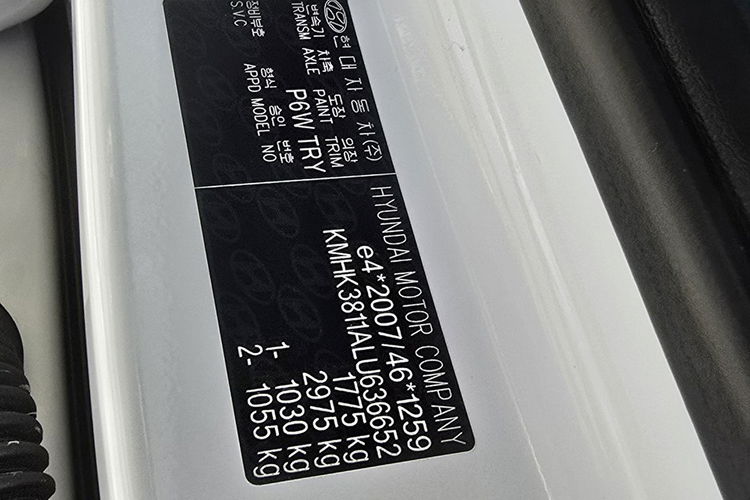 현 대 자 동 차 (주)
변속기 차축
TRANSM AXLE
도장 의장
PAINT TRIM
P6W TRY
형식 승인 번호
APPD MODEL NO
S.V.C
HYUNDAI MOTOR COMPANY
e4*2007/46*1259
KMHK3811ALU636652
1775 kg
2975 kg
1- 1030 kg
2- 1055 kg